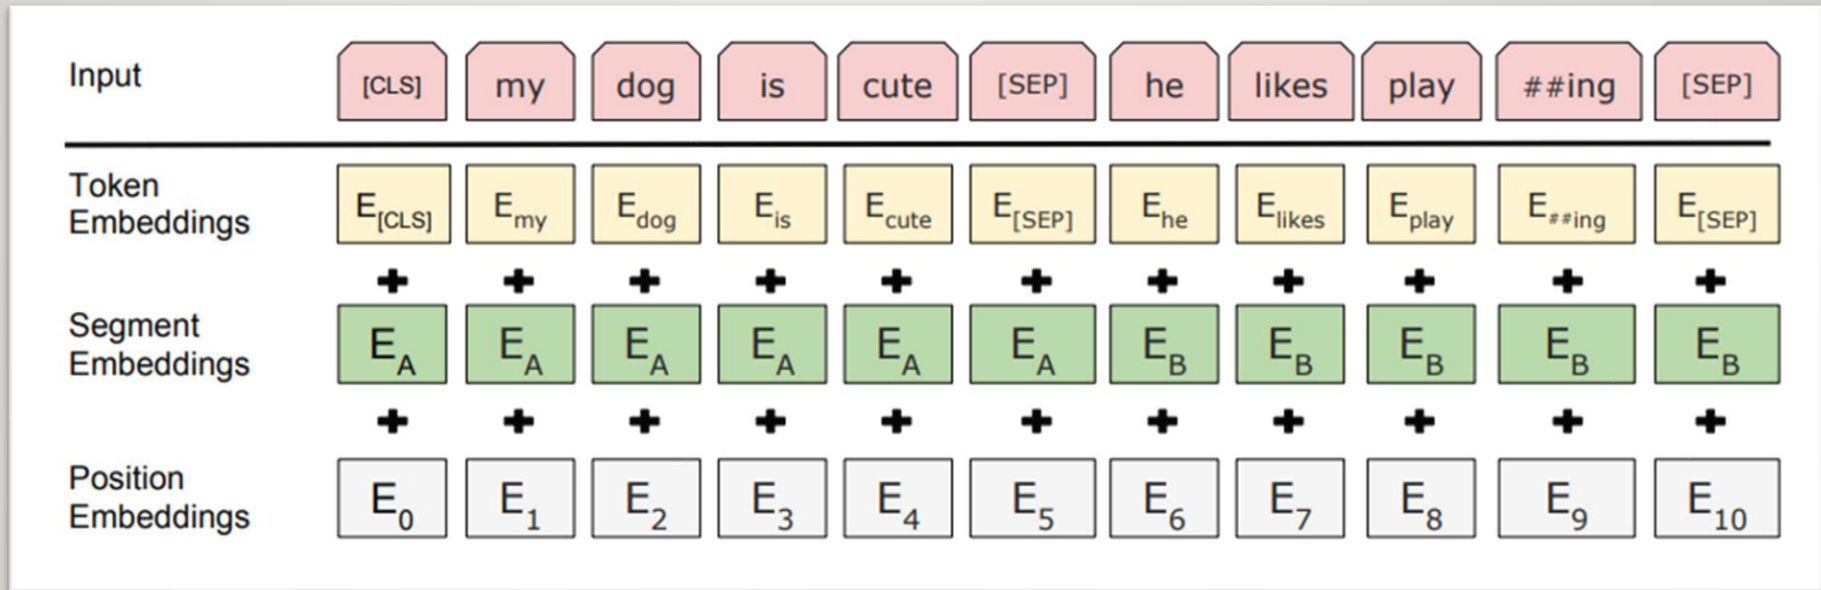 Input [CLS] my dog is cute [SEP] he likes play ##ing [SEP]
Token
Embeddings E[CLS] Emy Edog Eis Ecute E[SEP] Ehe Elikes Eplay E##ing E[SEP]
Segment
Embeddings EA EA EA EA EA EA EB EB EB EB EB
Position
Embeddings E0 E1 E2 E3 E4 E5 E6 E7 E8 E9 E10